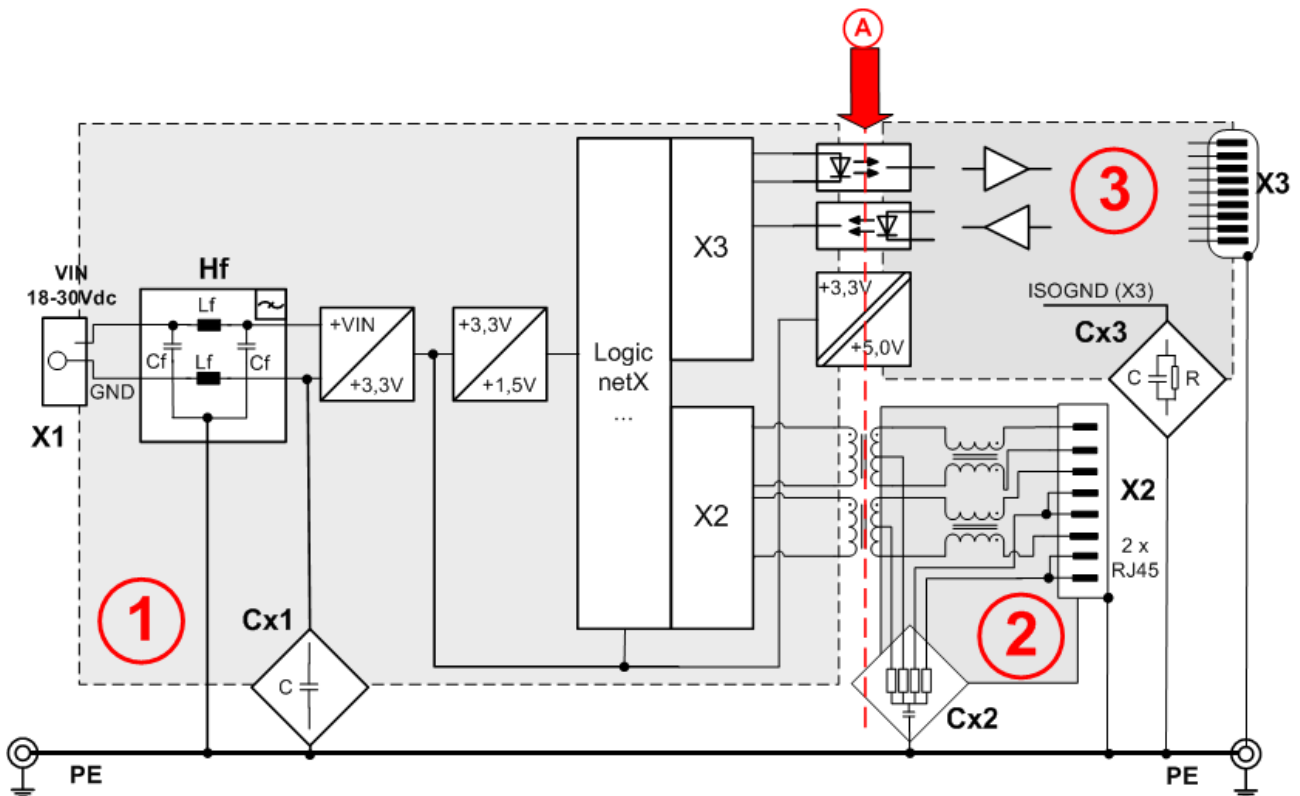 A
VIN
18-30Vdc
Hf
Lf
Cf
Lf
Cf
GND
X1
+VIN
+3,3V
+3,3V
+1,5V
Logic
netX
...
X3
X2
+3,3V
+5,0V
3
X3
ISOGND (X3)
Cx3
C
R
X2
2 x
RJ45
1
Cx1
C
2
Cx2
PE
PE